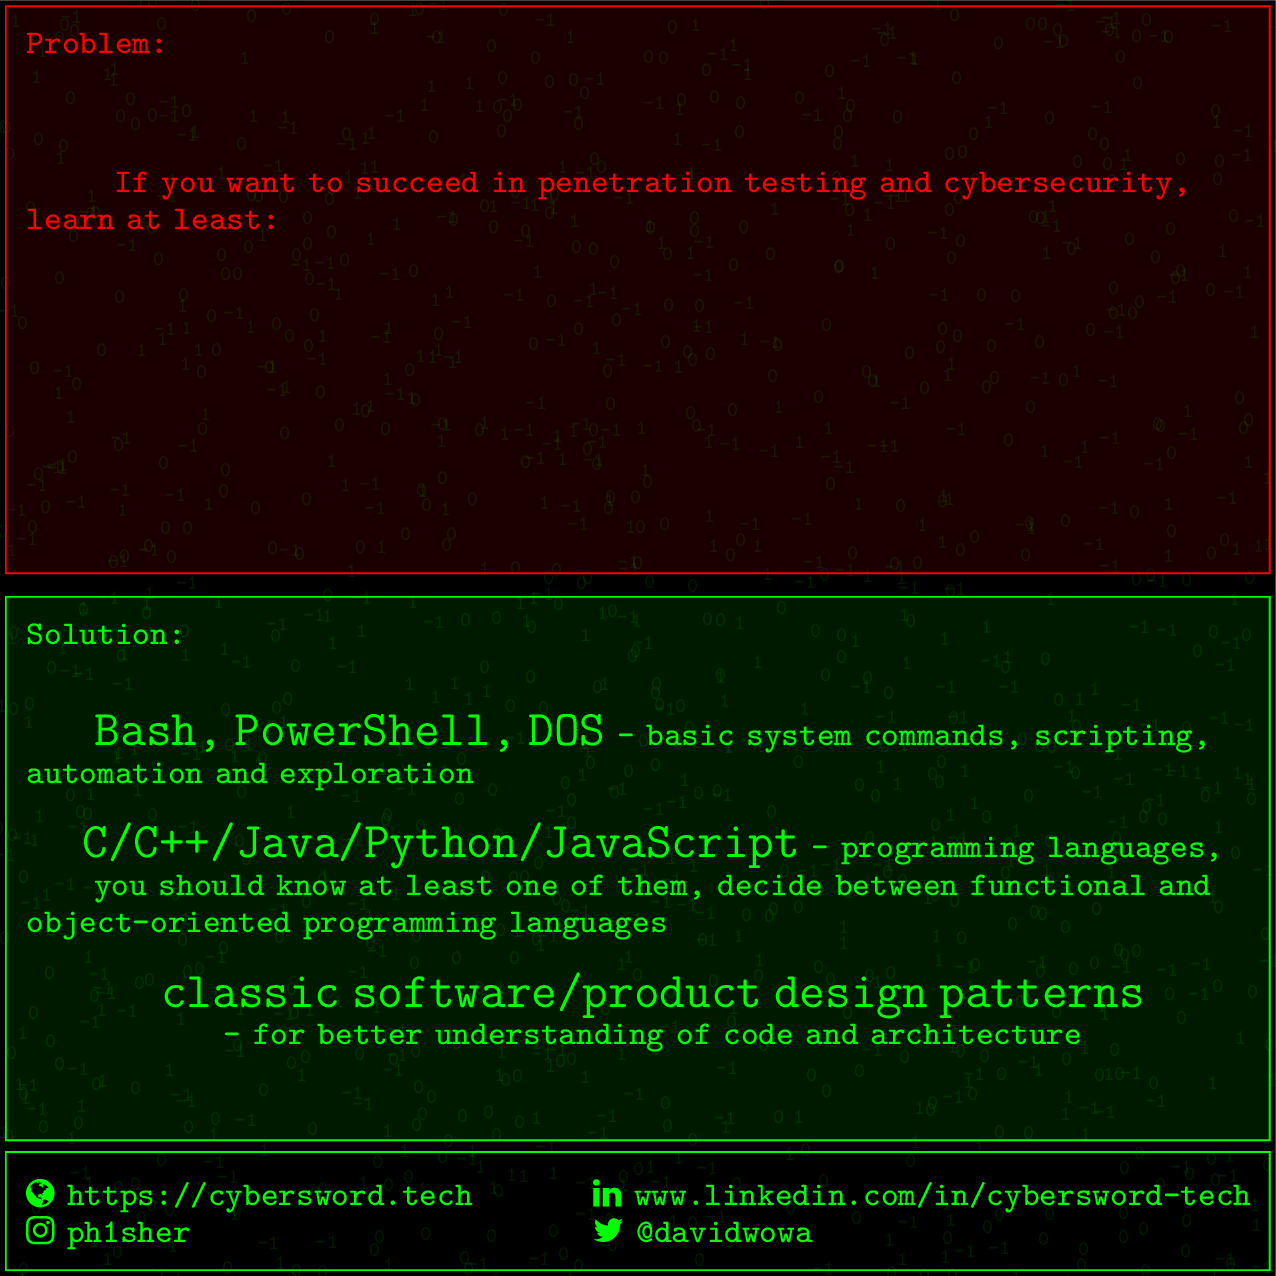 Problem:
If you want to succeed in penetration testing and cybersecurity,
learn at least:
Solution:
Bash, PowerShell, DOS - basic system commands, scripting,
automation and exploration
C/C++/Java/Python/JavaScript - programming languages,
you should know at least one of them, decide between functional and
object-oriented programming languages
classic software/product design patterns
- for better understanding of code and architecture
https://cybersword.tech
www.linkedin.com/in/cybersword-tech
ph1sher
@davidwowa